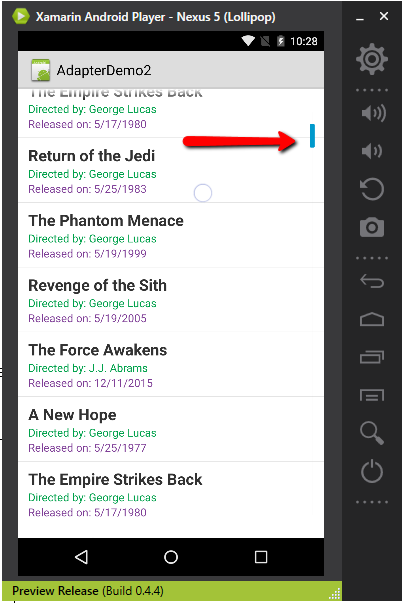 Xamarin Android Player - Nexus 5 (Lollipop)
10:28
AdapterDemo2
The Empire Strikes Back
Directed by: George Lucas
Released on: 5/17/1980
Return of the Jedi
Directed by: George Lucas
Released on: 5/25/1983
The Phantom Menace
Directed by: George Lucas
Released on: 5/19/1999
Revenge of the Sith
Directed by: George Lucas
Released on: 5/19/2005
The Force Awakens
Directed by: J.J. Abrams
Released on: 12/11/2015
A New Hope
Directed by: George Lucas
Released on: 5/25/1977
The Empire Strikes Back
Directed by: George Lucas
Released on: 5/17/1980
Preview Release (Build 0.4.4)